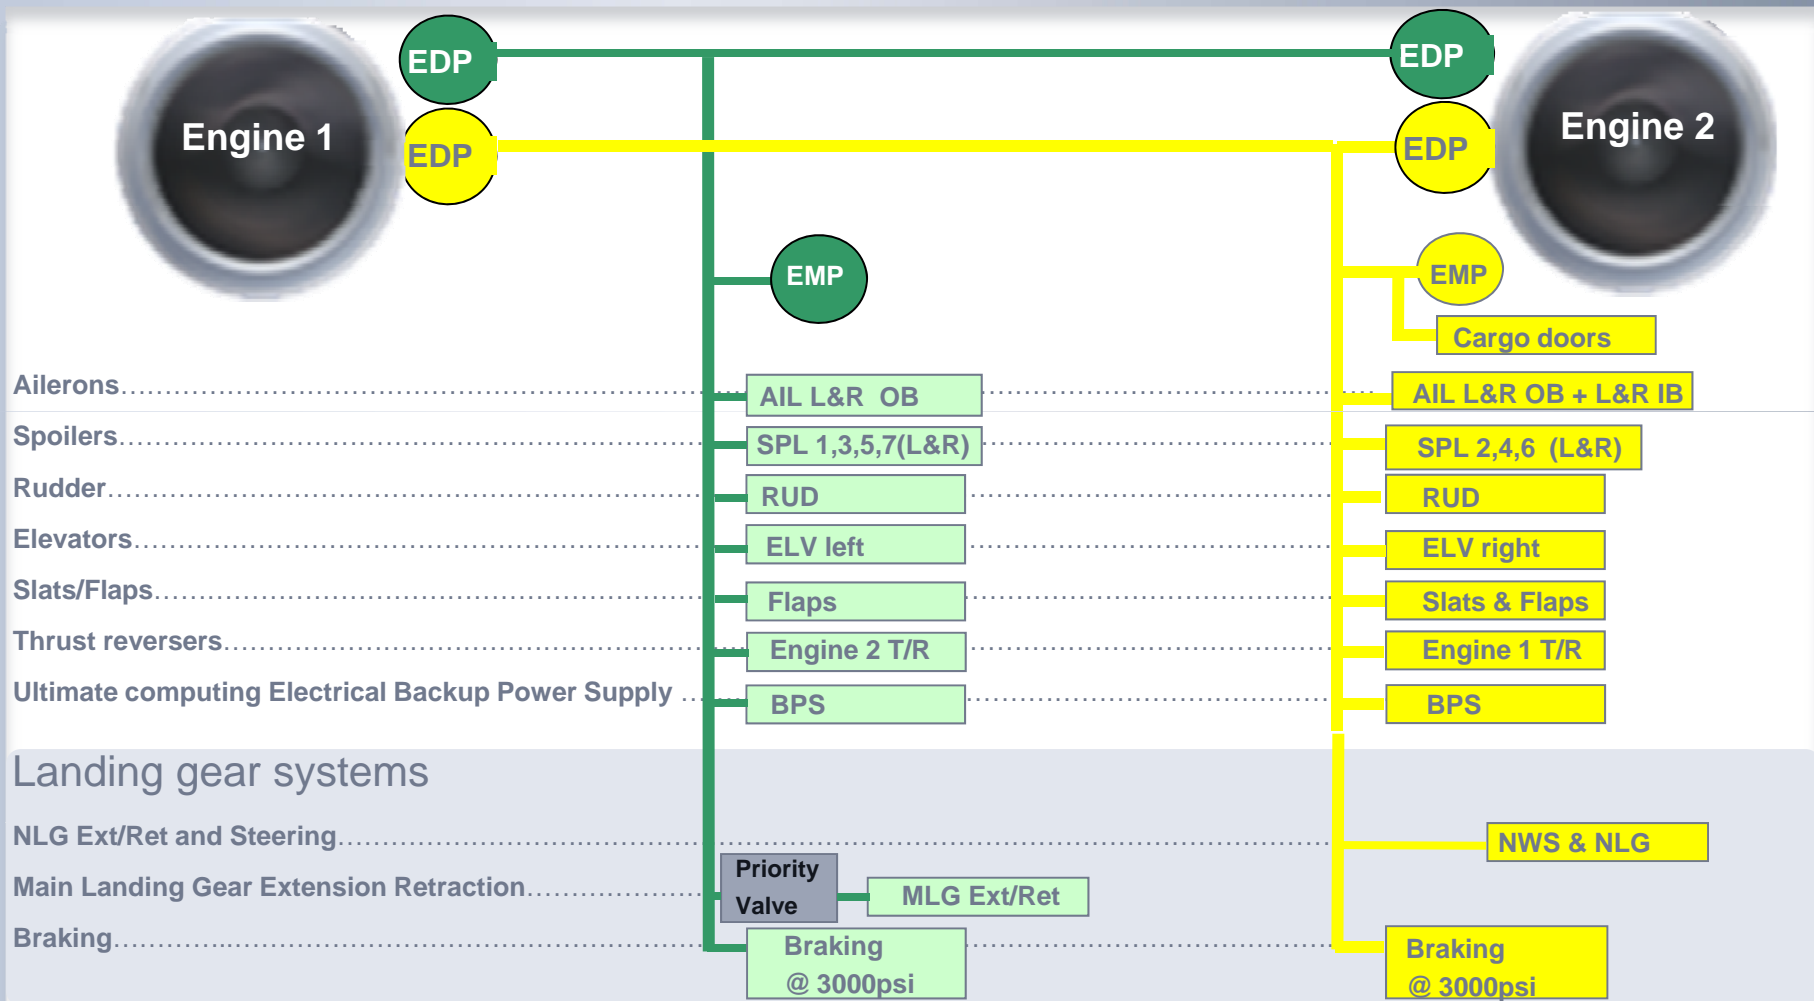 EDP
EDP
Engine 1
Engine 2
EDP
EDP
EMP
EMP
Cargo doors
Ailerons
AIL L&R OB
AIL L&R OB + L&R IB
Spoilers
SPL 1,3,5,7(L&R)
SPL 2,4,6 (L&R)
Rudder
RUD
RUD
Elevators
ELV left
ELV right
Slats/Flaps
Flaps
Slats & Flaps
Thrust reversers
Engine 2 T/R
Engine 1 T/R
Ultimate computing Electrical Backup Power Supply
BPS
BPS
Landing gear systems
NLG Ext/Ret and Steering
NWS & NLG
Main Landing Gear Extension Retraction
Priority
Valve
MLG Ext/Ret
Braking
Braking
@ 3000psi
Braking
@ 3000psi